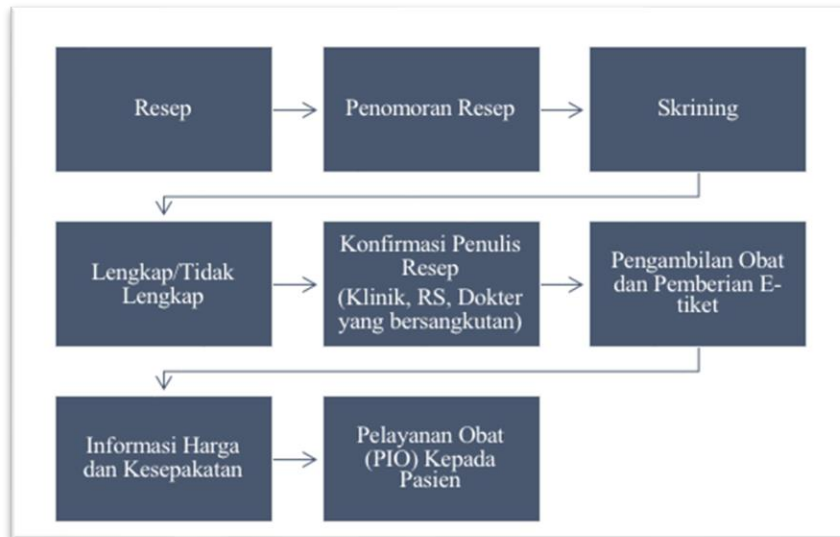 Resep
Penomoran Resep
Skrining
Lengkap/Tidak
Lengkap
Konfirmasi Penulis
Resep
(Klinik, RS, Dokter
yang bersangkutan)
Pengambilan Obat
dan Pemberian E-
tiket
Informasi Harga
dan Kesepakatan
Pelayanan Obat
(PIO) Kepada
Pasien